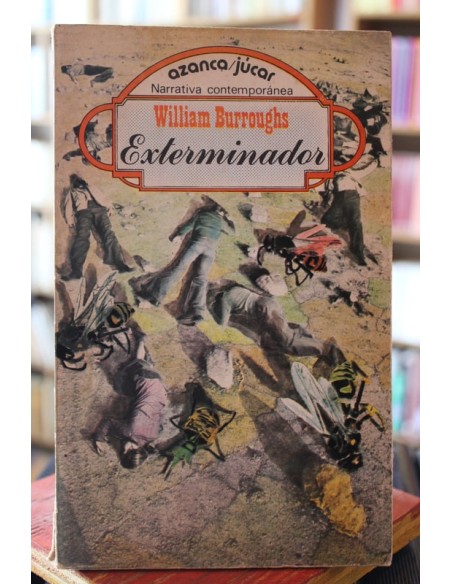 azanca/júcar
Narrativa contemporánea
William Burroughs
Exterminador